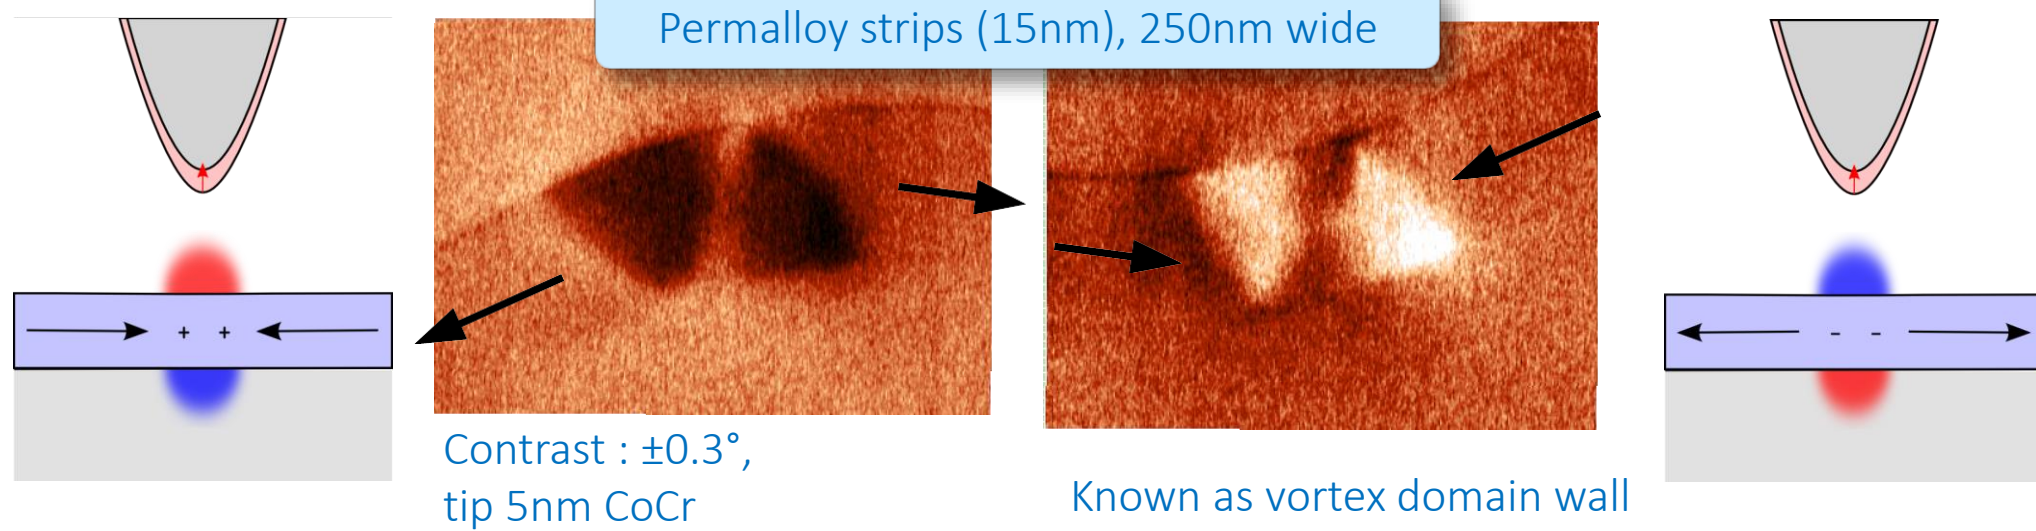 Permalloy strips (15nm), 250nm wide
+ +
- -
Contrast : ±0.3°,
tip 5nm CoCr
Known as vortex domain wall